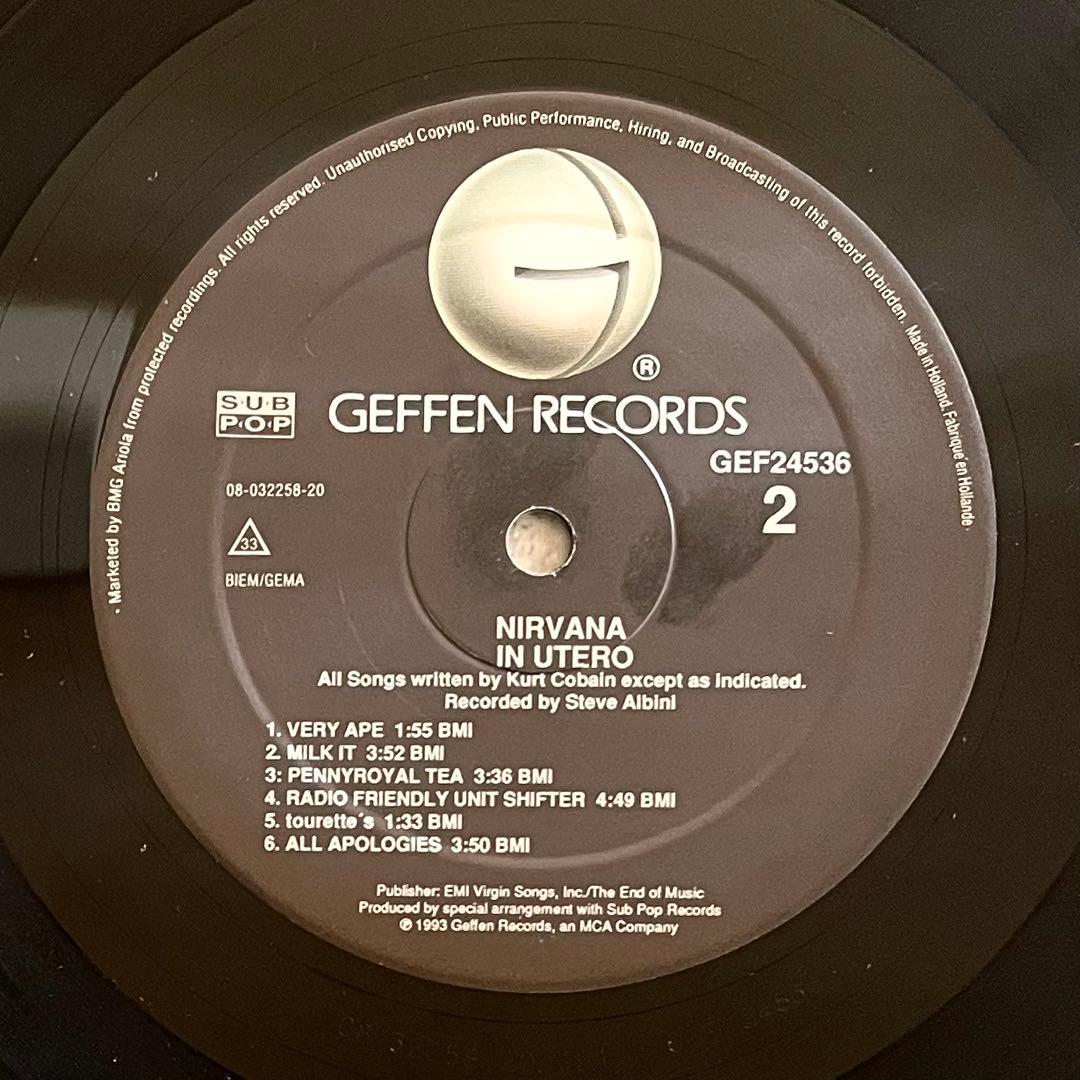 · Marketed by BMG Ariola from protected recordings. All rights reserved. Unauthorised Copying, Public Performance, Hiring, and Broadcasting of this record forbidden. Made in Holland. Fabriqué en Hollande ·
®
SUB
P·O·P
GEFFEN RECORDS
GEF24536
2
08-032258-20
33
BIEM/GEMA
NIRVANA
IN UTERO
All Songs written by Kurt Cobain except as indicated.
Recorded by Steve Albini
1. VERY APE 1:55 BMI
2. MILK IT 3:52 BMI
3: PENNYROYAL TEA 3:36 BMI
4. RADIO FRIENDLY UNIT SHIFTER 4:49 BMI
5. tourette´s 1:33 BMI
6. ALL APOLOGIES 3:50 BMI
Publisher: EMI Virgin Songs, Inc./The End of Music
Produced by special arrangement with Sub Pop Records
℗ 1993 Geffen Records, an MCA Company